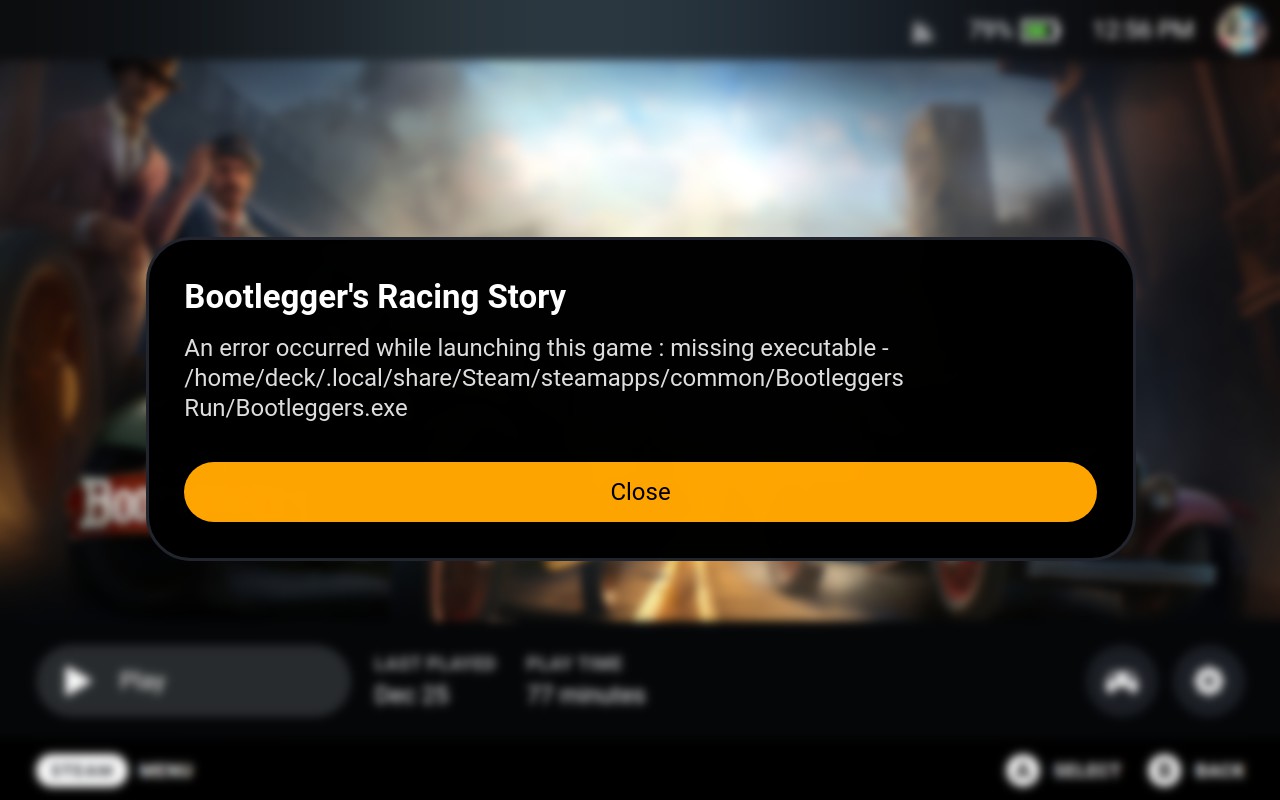 79%
12:56 PM
Bootlegger's Racing Story
An error occurred while launching this game : missing executable -
/home/deck/.local/share/Steam/steamapps/common/Bootleggers
Run/Bootleggers.exe
Close
Boo
Play
LAST PLAYED
PLAY TIME
Dec 25
77 minutes
STEAM
MENU
A
SELECT
B
BACK